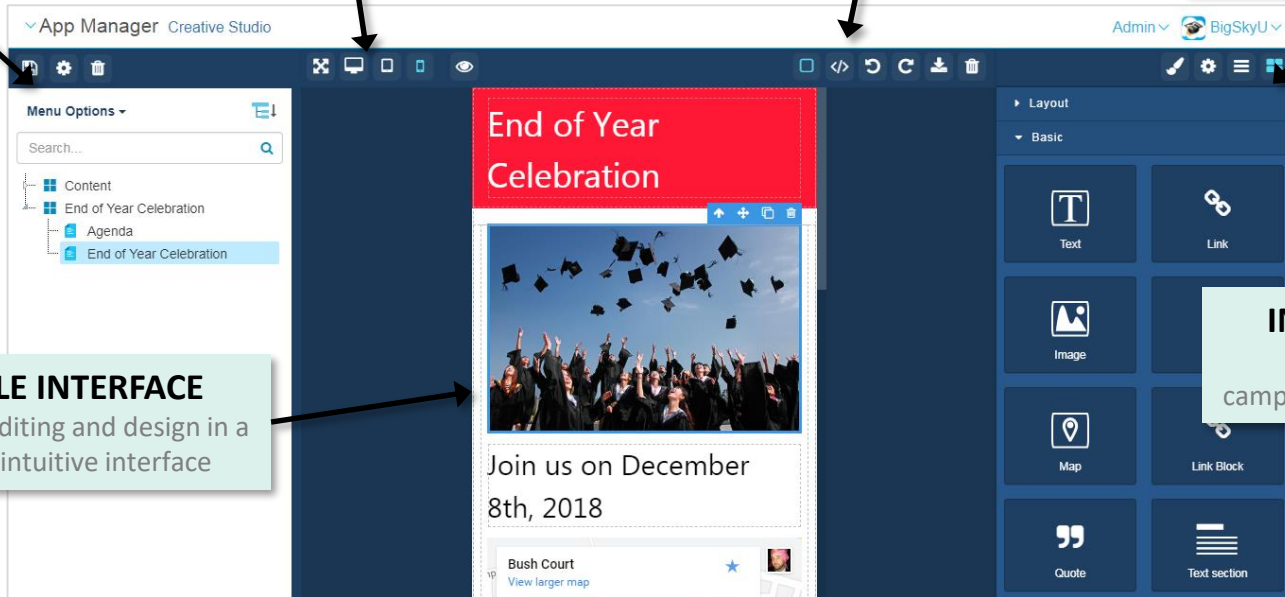 App Manager Creative Studio
Admin
BigSkyU
Menu Options
Search...
Content
End of Year Celebration
Agenda
End of Year Celebration
LE INTERFACE
diting and design in a
intuitive interface
End of Year
Celebration
Join us on December
8th, 2018
Bush Court
View larger map
Layout
Basic
Text
Link
Image
camp
Map
Link Block
Quote
Text section